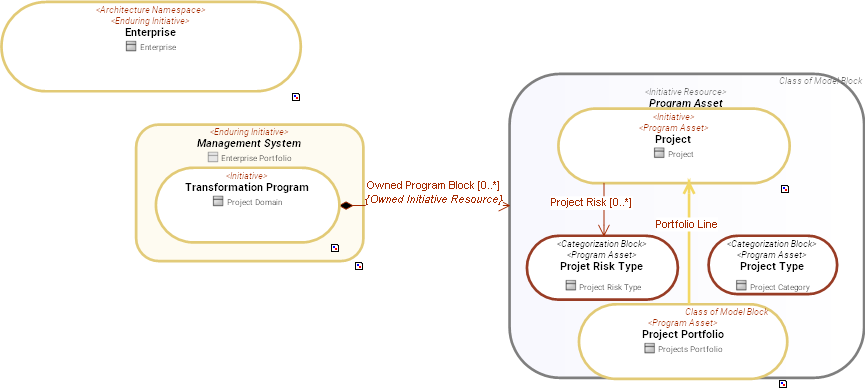 <Architecture Namespace>
<Enduring Initiative>
Enterprise
Enterprise
<Enduring Initiative>
Management System
Enterprise Portfolio
<Initiative>
Transformation Program
Project Domain
Owned Program Block [0..*]
{Owned Initiative Resource}
Class of Model Block
<Initiative Resource>
Program Asset
<Initiative>
<Program Asset>
Project
Project
Project Risk [0..*]
Portfolio Line
<Categorization Block>
<Program Asset>
Projet Risk Type
Project Risk Type
<Categorization Block>
<Program Asset>
Project Type
Project Category
Class of Model Block
<Program Asset>
Project Portfolio
Projects Portfolio